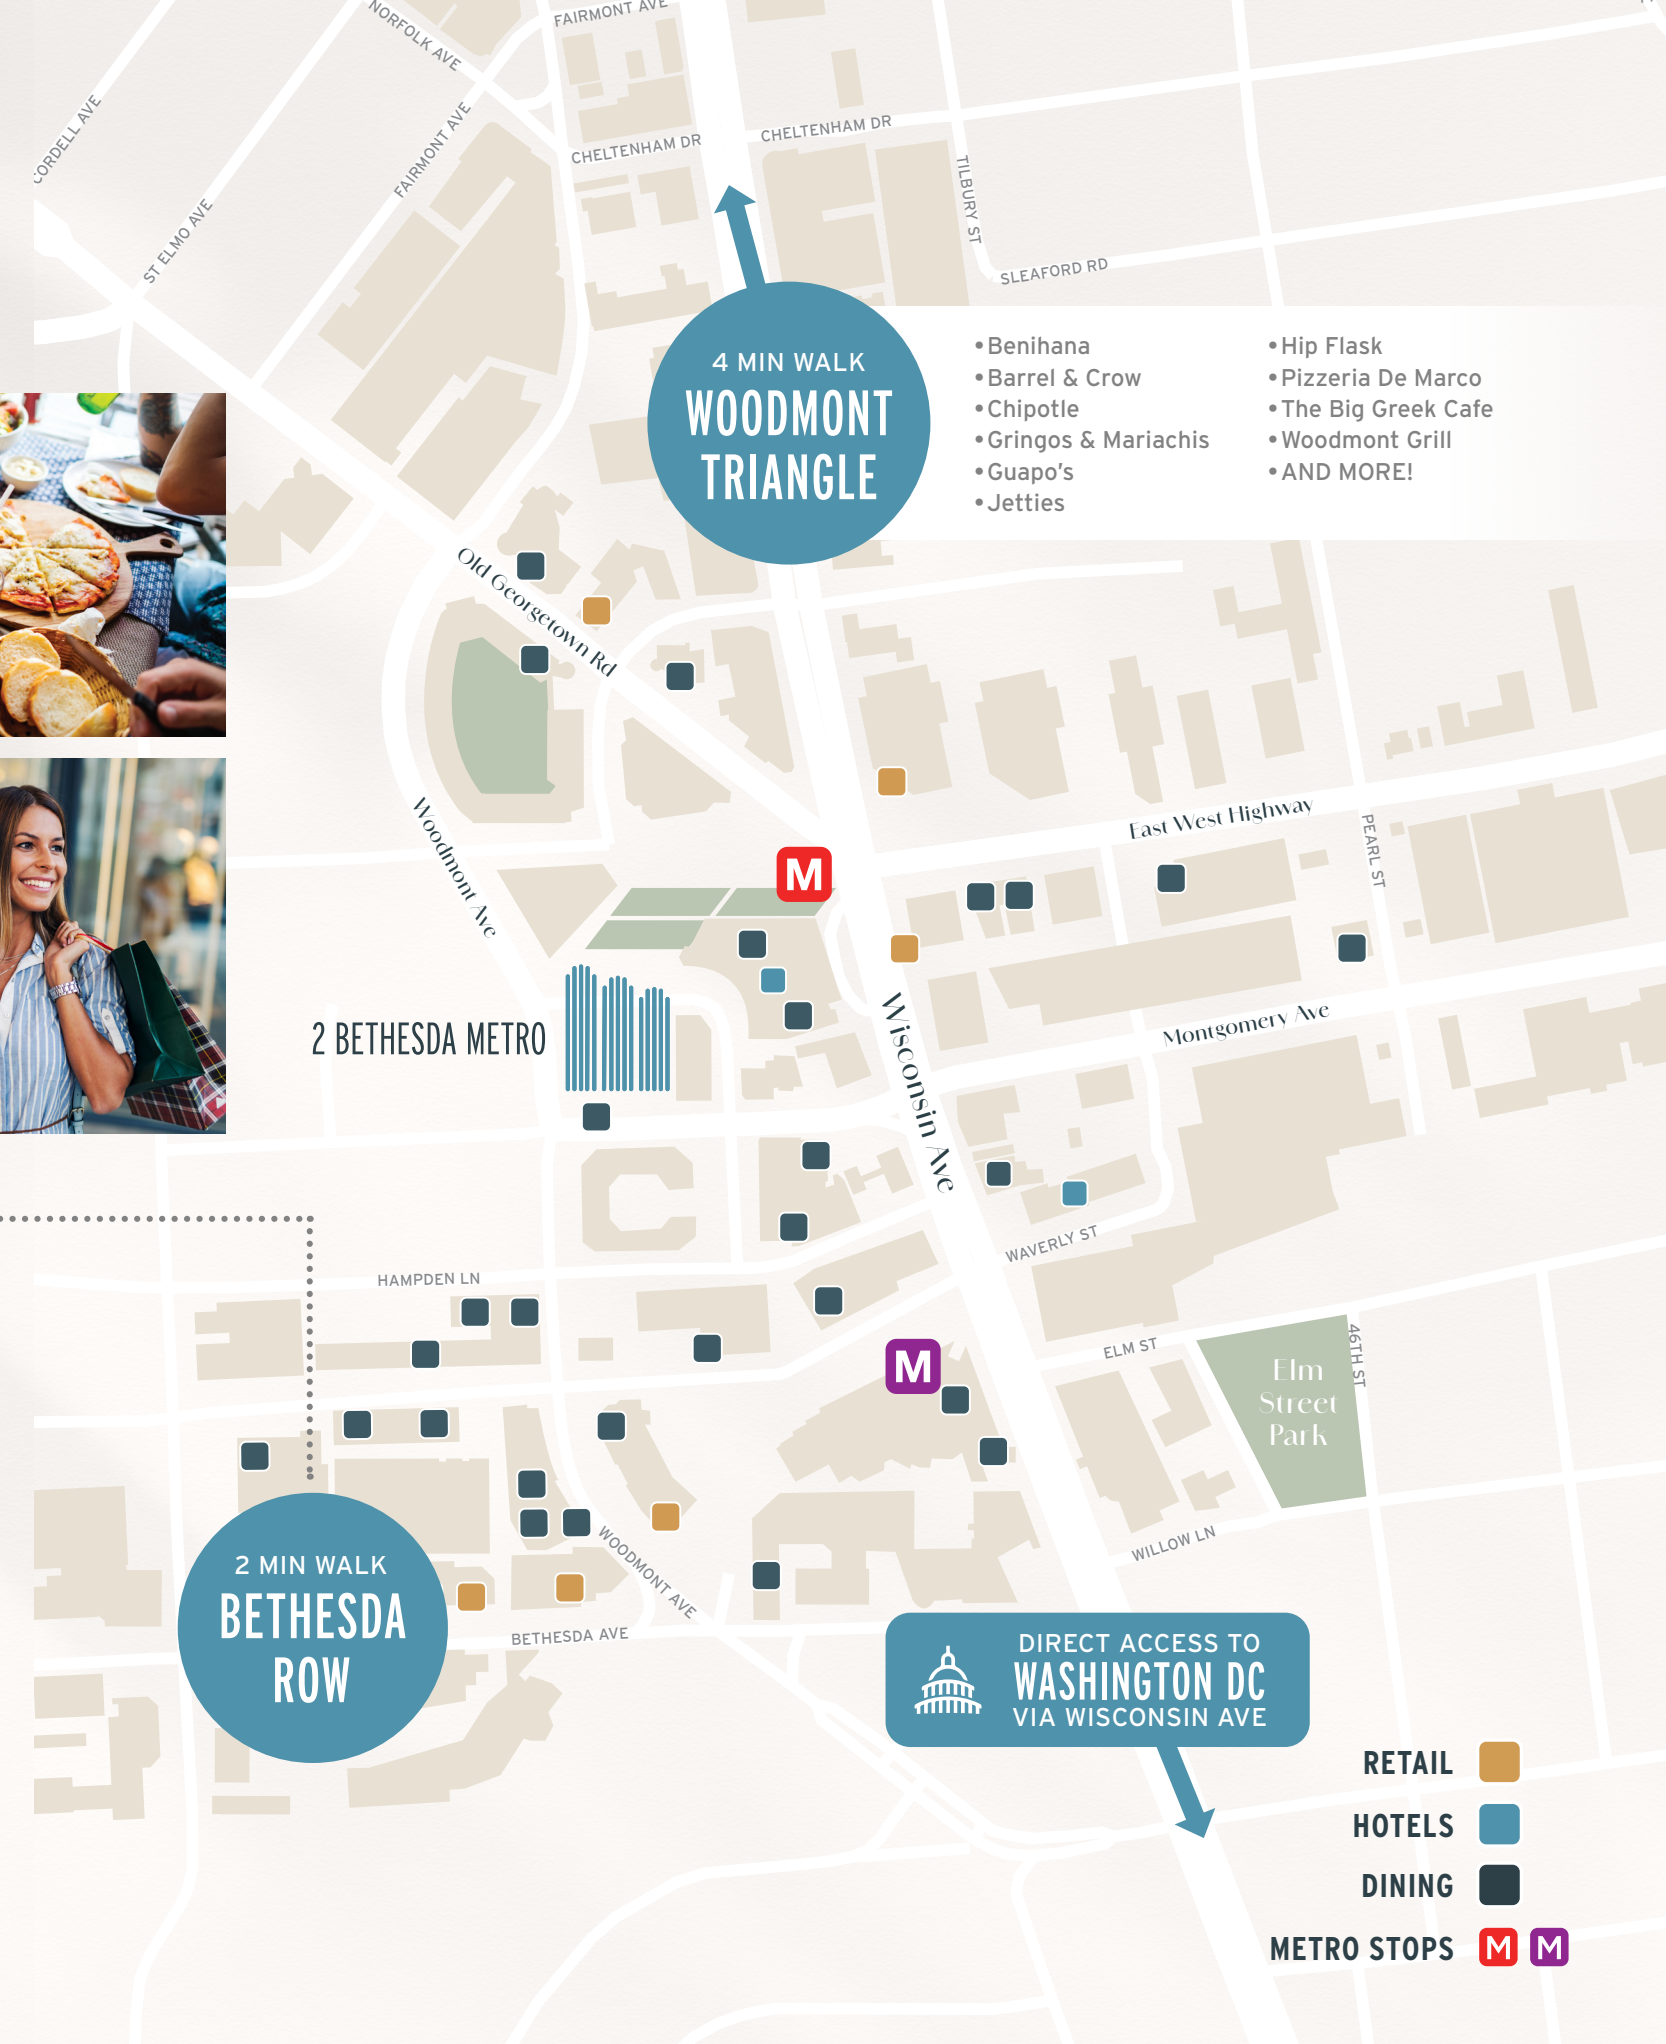 NORFOLK AVE
FAIRMONT AVE
CORDELL AVE
FAIRMONT AVE
ST ELMO AVE
CHELTENHAM DR
CHELTENHAM DR
TILBURY ST
SLEAFORD RD
4 MIN WALK
WOODMONT
TRIANGLE
•Benihana
•Barrel & Crow
•Chipotle
•Gringos & Mariachis
•Guapo’s
•Jetties
•Hip Flask
•Pizzeria De Marco
•The Big Greek Cafe
•Woodmont Grill
•AND MORE!
Old Georgetown Rd
Woodmont Ave
East West Highway
PEARL ST
M
Wisconsin Ave
Montgomery Ave
2 BETHESDA METRO
WAVERLY ST
HAMPDEN LN
M
ELM ST
46TH ST
Elm
Street
Park
WILLOW LN
WOODMONT AVE
BETHESDA AVE
2 MIN WALK
BETHESDA
ROW
DIRECT ACCESS TO
WASHINGTON DC
VIA WISCONSIN AVE
RETAIL
HOTELS
DINING
METRO STOPS M M